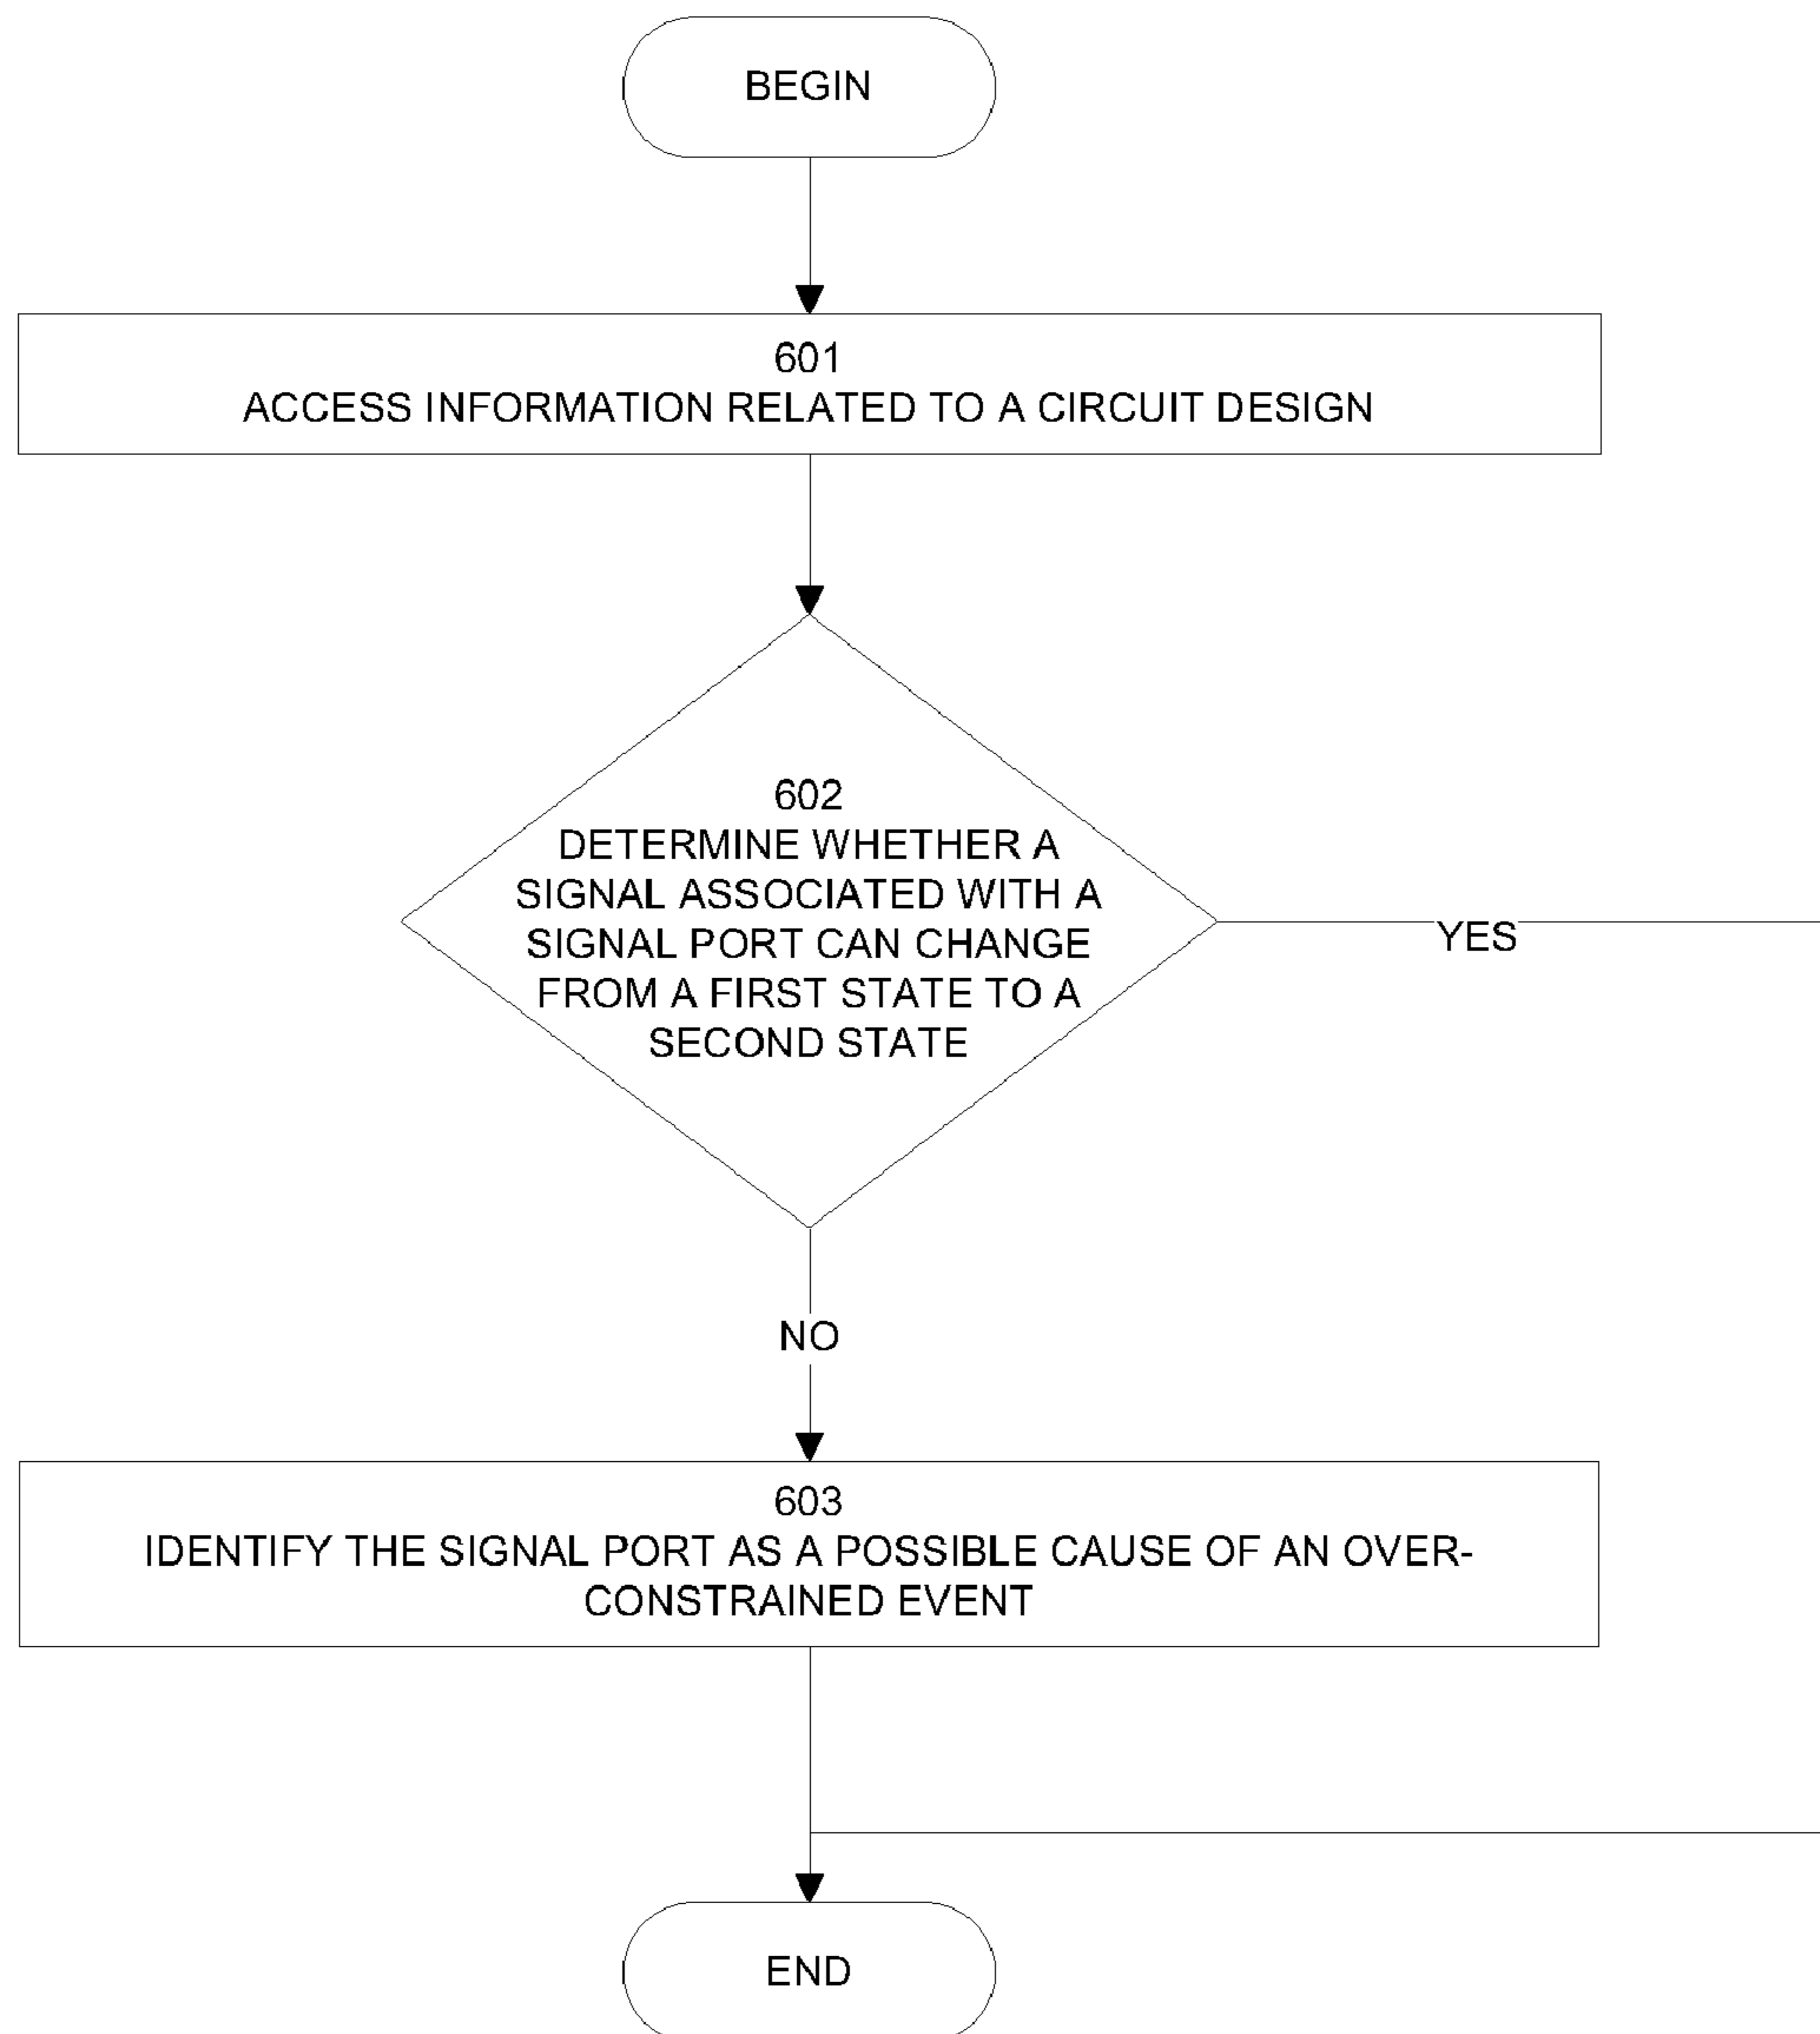 BEGIN
601
ACCESS INFORMATION RELATED TO A CIRCUIT DESIGN
602
DETERMINE WHETHER A
SIGNAL ASSOCIATED WITH A
SIGNAL PORT CAN CHANGE
FROM A FIRST STATE TO A
SECOND STATE
YES
NO
603
IDENTIFY THE SIGNAL PORT AS A POSSIBLE CAUSE OF AN OVER-
CONSTRAINED EVENT
END